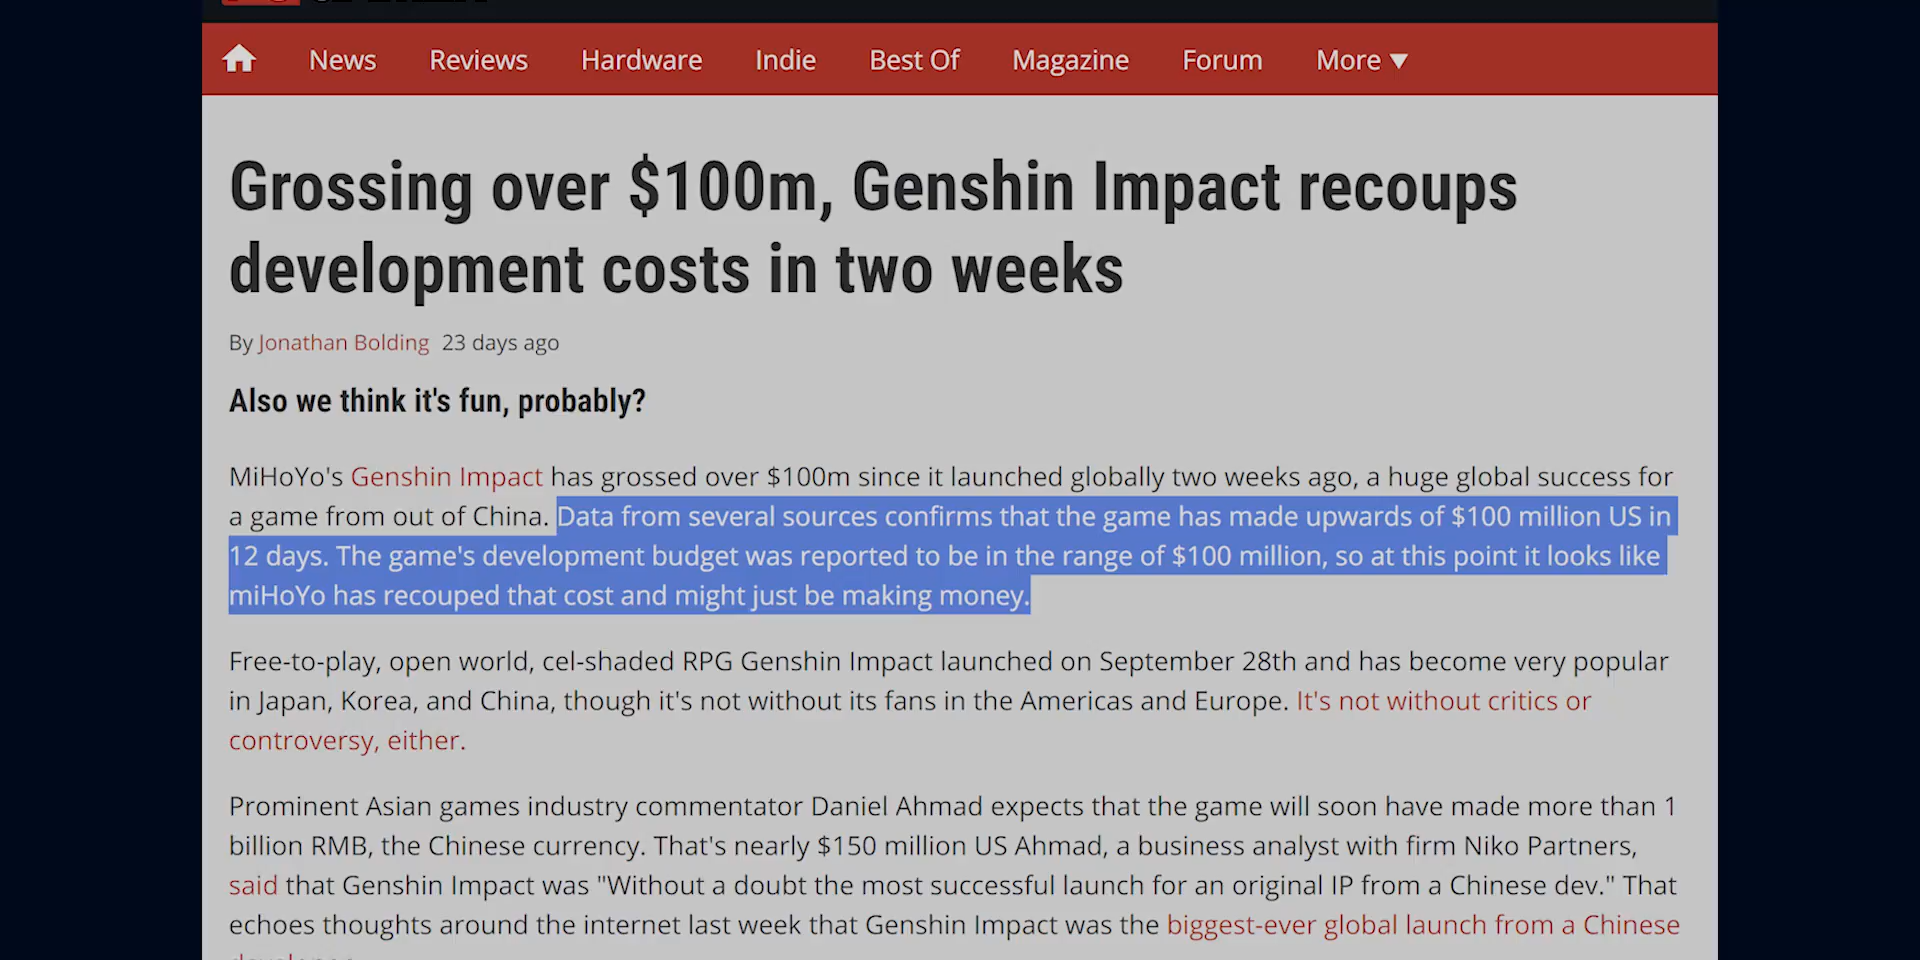 News Reviews Hardware Indie Best Of Magazine Forum More ▼
Grossing over $100m, Genshin Impact recoups
development costs in two weeks
By Jonathan Bolding 23 days ago
Also we think it's fun, probably?
MiHoYo's Genshin Impact has grossed over $100m since it launched globally two weeks ago, a huge global success for
a game from out of China. Data from several sources confirms that the game has made upwards of $100 million US in
12 days. The game's development budget was reported to be in the range of $100 million, so at this point it looks like
miHoYo has recouped that cost and might just be making money.
Free-to-play, open world, cel-shaded RPG Genshin Impact launched on September 28th and has become very popular
in Japan, Korea, and China, though it's not without its fans in the Americas and Europe. It's not without critics or
controversy, either.
Prominent Asian games industry commentator Daniel Ahmad expects that the game will soon have made more than 1
billion RMB, the Chinese currency. That's nearly $150 million US Ahmad, a business analyst with firm Niko Partners,
said that Genshin Impact was "Without a doubt the most successful launch for an original IP from a Chinese dev." That
echoes thoughts around the internet last week that Genshin Impact was the biggest-ever global launch from a Chinese